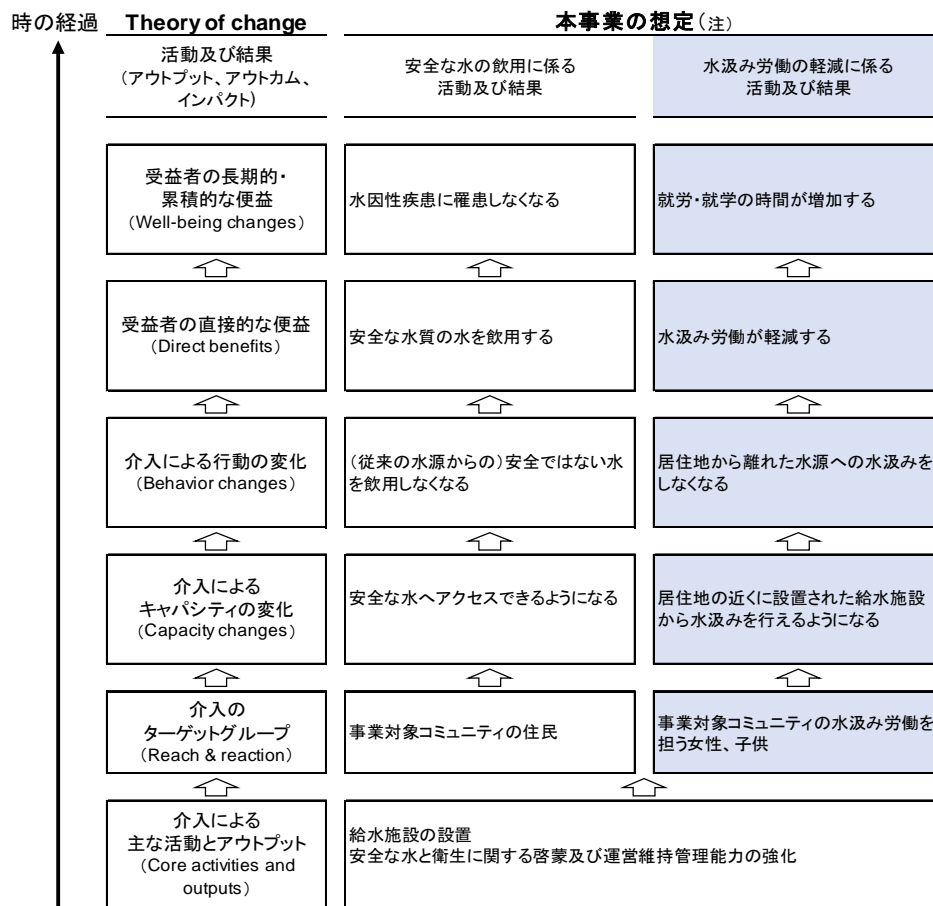 時の経過
Theory of change
本事業の想定(注)
活動及び結果
(アウトプット、アウトカム、
インパクト)
安全な水の飲用に係る
活動及び結果
水汲み労働の軽減に係る
活動及び結果
受益者の長期的・
累積的な便益
(Well-being changes)
水因性疾患に罹患しなくなる
就労・就学の時間が増加する
受益者の直接的な便益
(Direct benefits)
安全な水質の水を飲用する
水汲み労働が軽減する
介入による行動の変化
(Behavior changes)
(従来の水源からの)安全ではない水
を飲用しなくなる
居住地から離れた水源への水汲みを
しなくなる
介入による
キャパシティの変化
(Capacity changes)
安全な水へアクセスできるようになる
居住地の近くに設置された給水施設
から水汲みを行えるようになる
介入の
ターゲットグループ
(Reach & reaction)
事業対象コミュニティの住民
事業対象コミュニティの水汲み労働を
担う女性、子供
介入による
主な活動とアウトプット
(Core activities and
outputs)
給水施設の設置
安全な水と衛生に関する啓蒙及び運営維持管理能力の強化